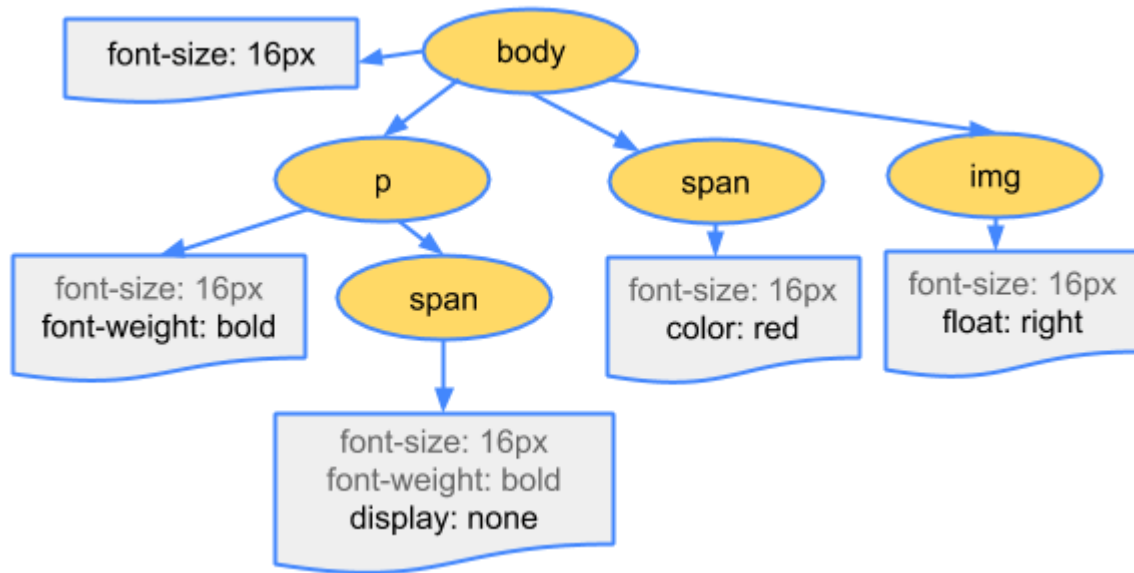 font-size: 16px
body
p
span
img
font-size: 16px
font-weight: bold
span
font-size: 16px
color: red
font-size: 16px
float: right
font-size: 16px
font-weight: bold
display: none